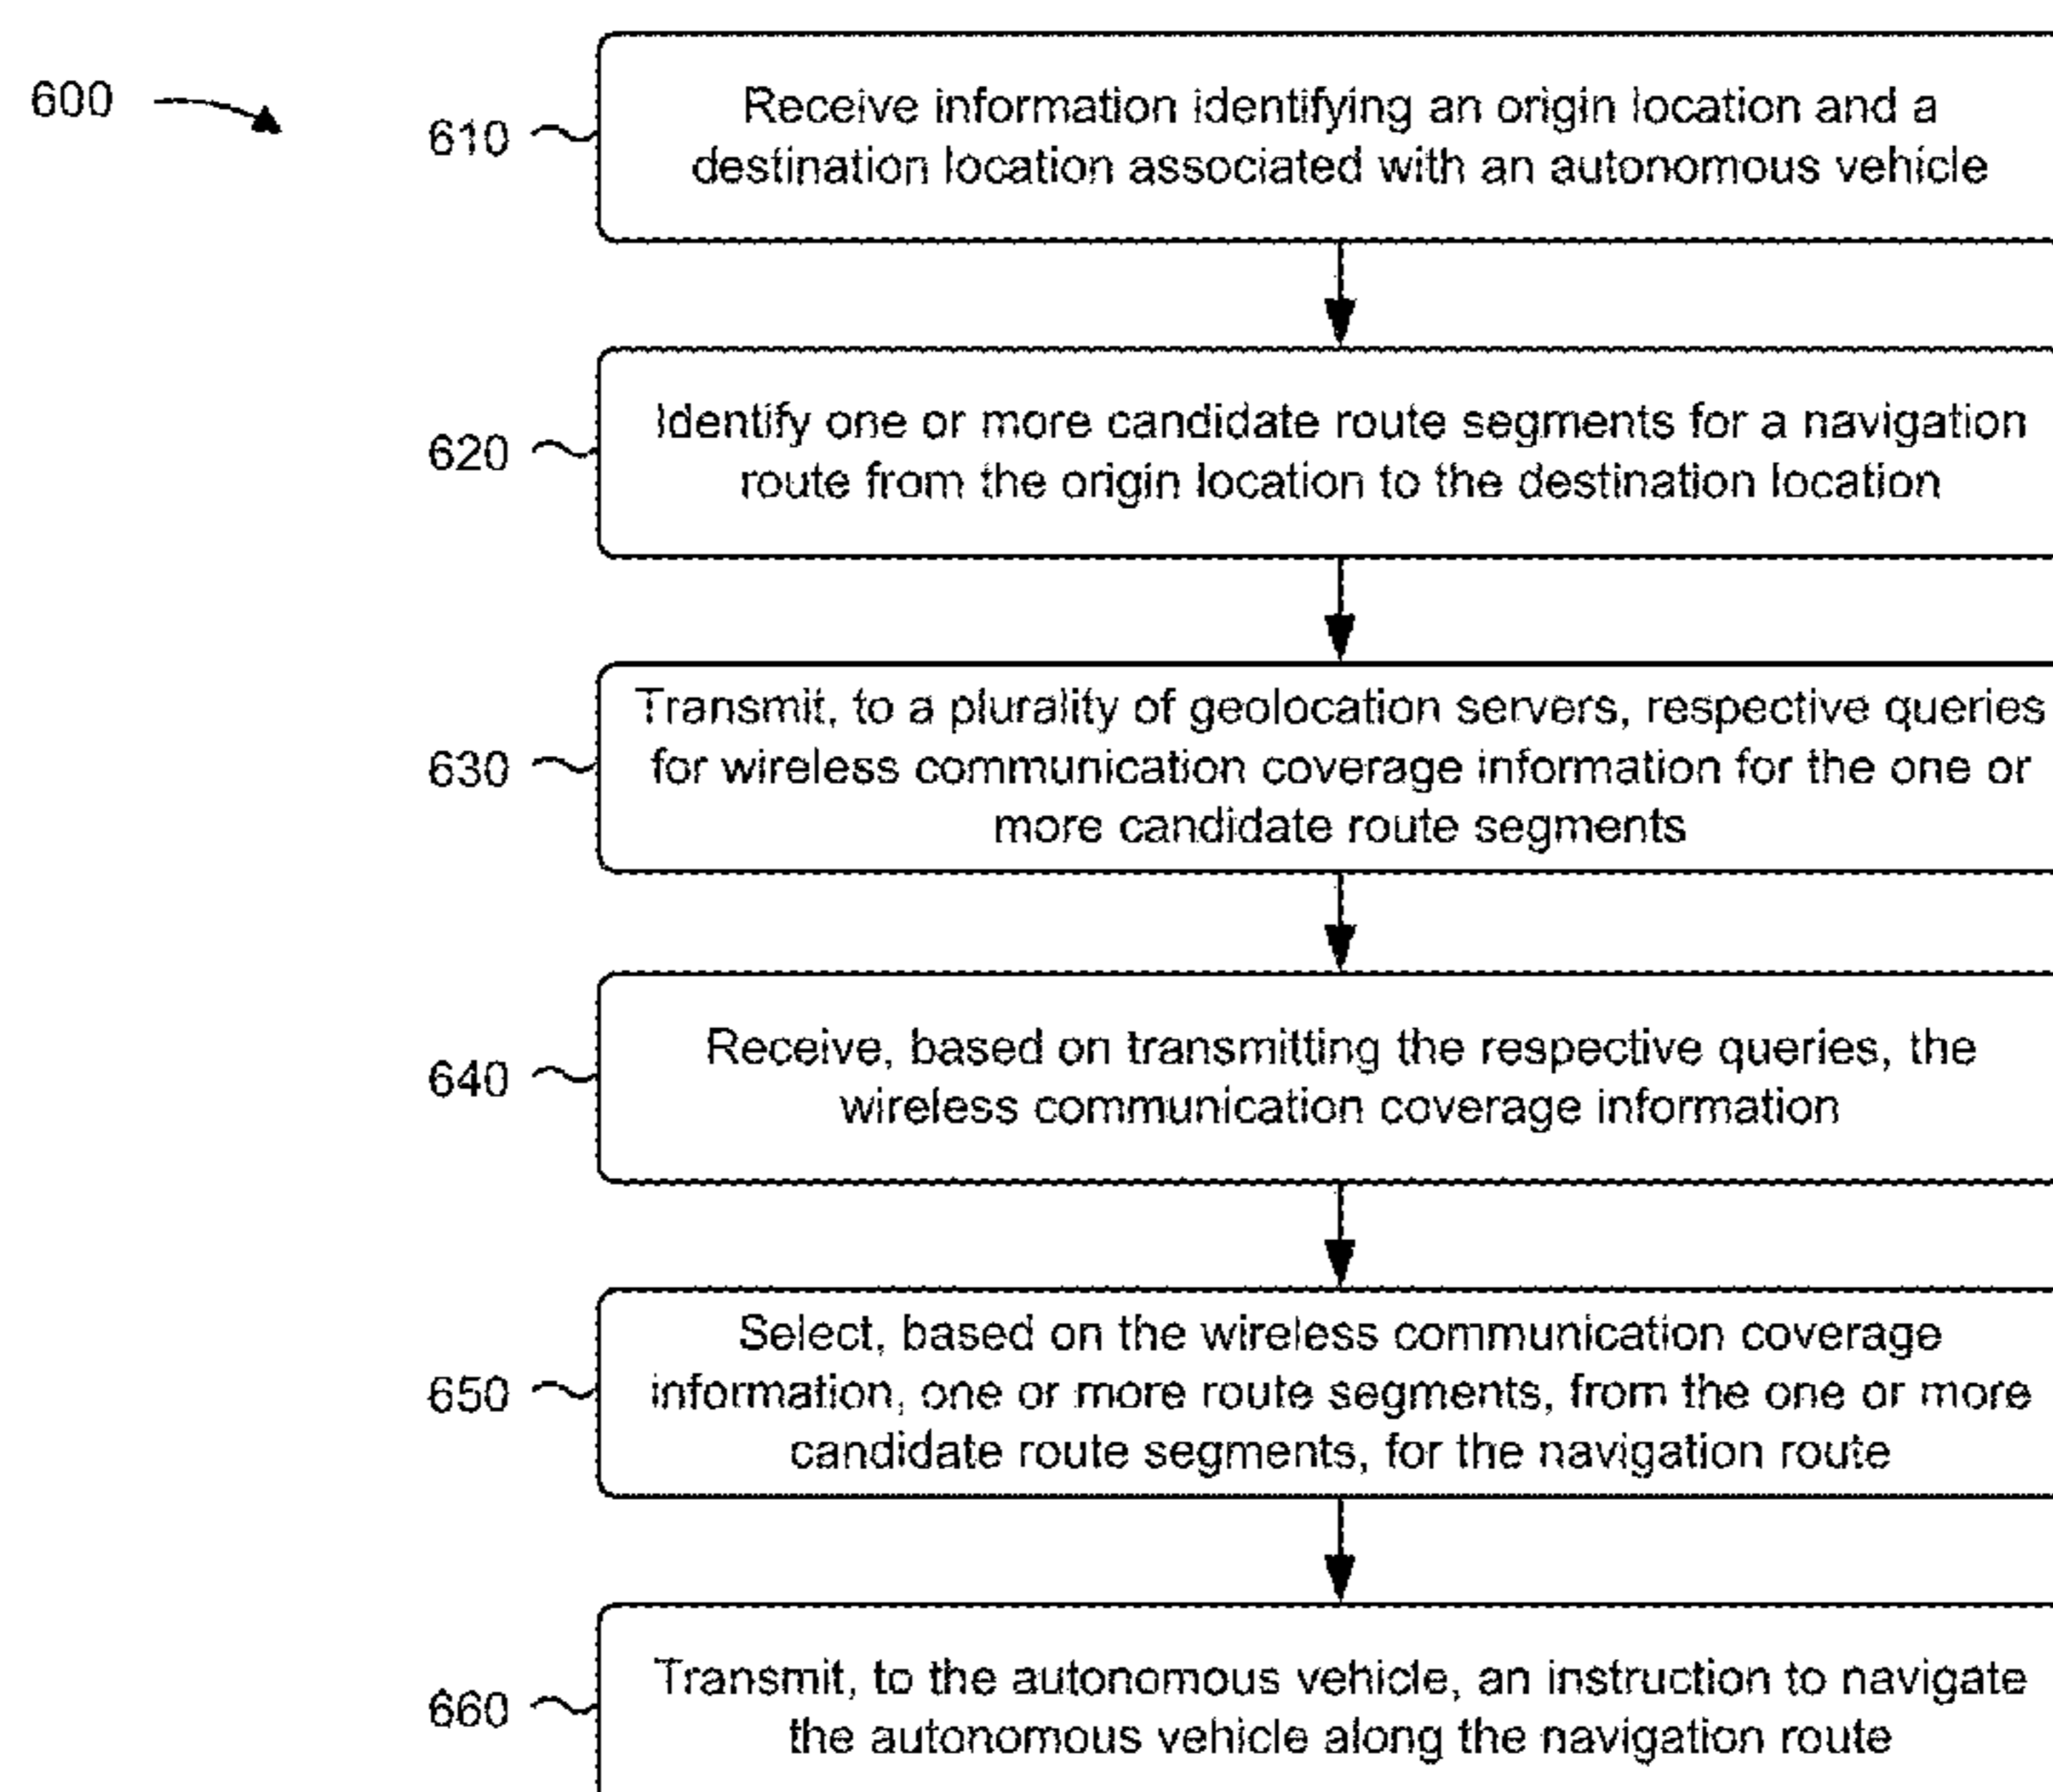 600
610
Receive information identifying an origin location and a
destination location associated with an autonomous vehicle
620
Identify one or more candidate route segments for a navigation
route from the origin location to the destination location
630
Transmit, to a plurality of geolocation servers, respective queries
for wireless communication coverage information for the one or
more candidate route segments
640
Receive, based on transmitting the respective queries, the
wireless communication coverage information
650
Select, based on the wireless communication coverage
information, one or more route segments, from the one or more
candidate route segments, for the navigation route
660
Transmit, to the autonomous vehicle, an instruction to navigate
the autonomous vehicle along the navigation route